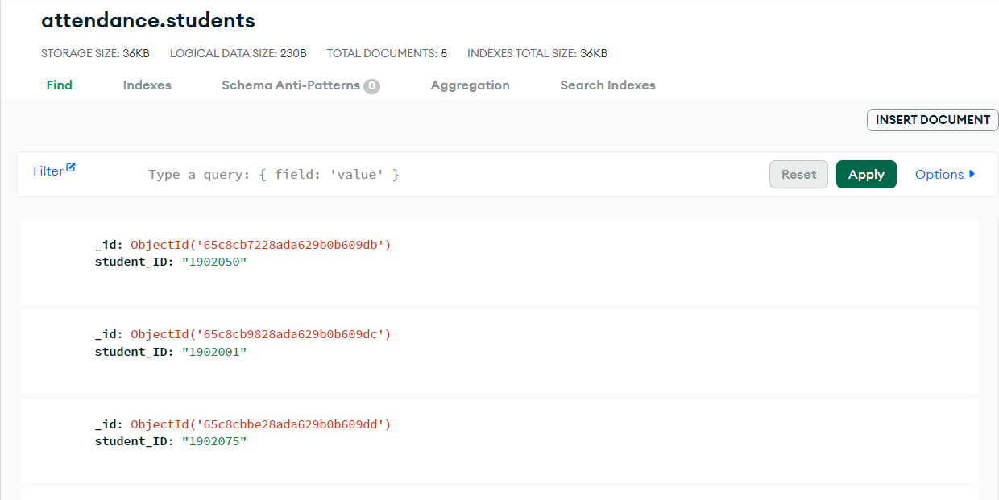 attendance.students
STORAGE SIZE: 36KB LOGICAL DATA SIZE: 230B TOTAL DOCUMENTS: 5 INDEXES TOTAL SIZE: 36KB
Find Indexes Schema Anti-Patterns 0 Aggregation Search Indexes
INSERT DOCUMENT
Filter Type a query: { field: 'value' } Reset Apply Options
_id: ObjectId('65c8cb7228ada629b0b609db')
student_ID: "1902050"
_id: ObjectId('65c8cb9828ada629b0b609dc')
student_ID: "1902001"
_id: ObjectId('65c8cbbe28ada629b0b609dd')
student_ID: "1902075"